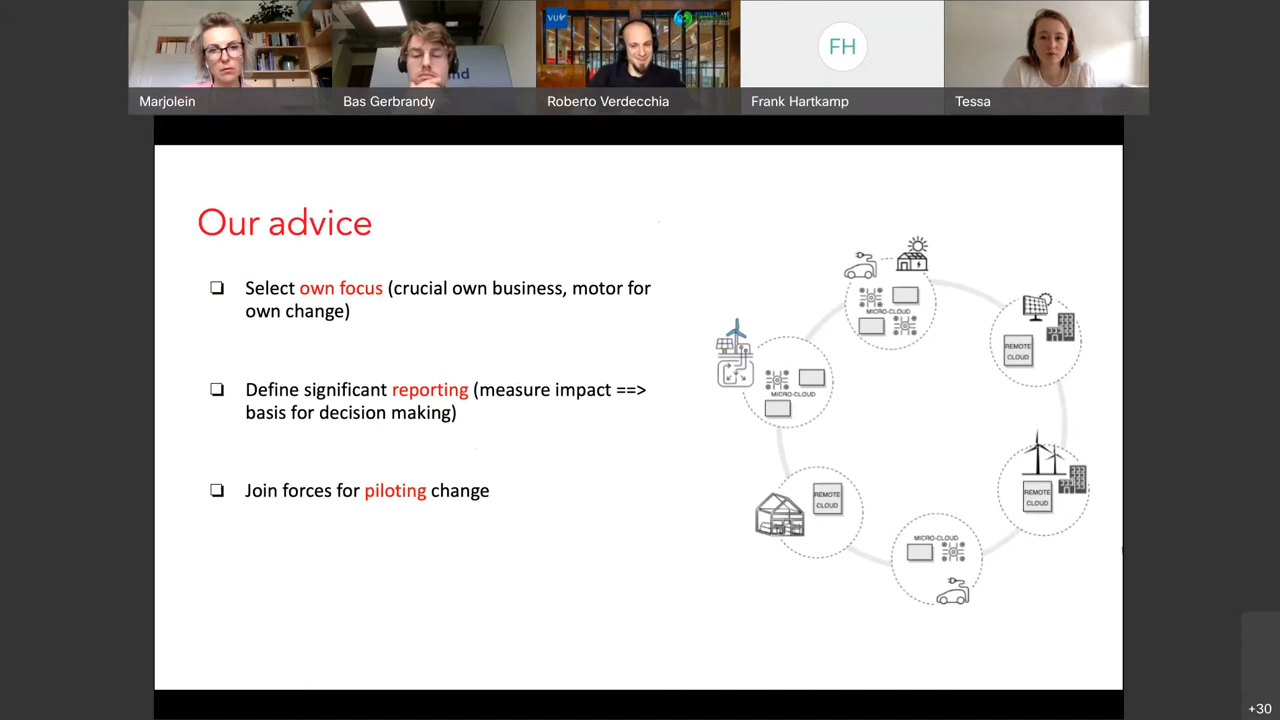 VU
nd
Marjolein
Bas Gerbrandy
Roberto Verdecchia
FH
Frank Hartkamp
Tessa
Our advice
Select own focus (crucial own business, motor for
own change)
Define significant reporting (measure impact ==>
basis for decision making)
Join forces for piloting change
MICRO-CLOUD
REMOTE
CLOUD
MICRO-CLOUD
REMOTE
CLOUD
REMOTE
CLOUD
MICRO-CLOUD
+30